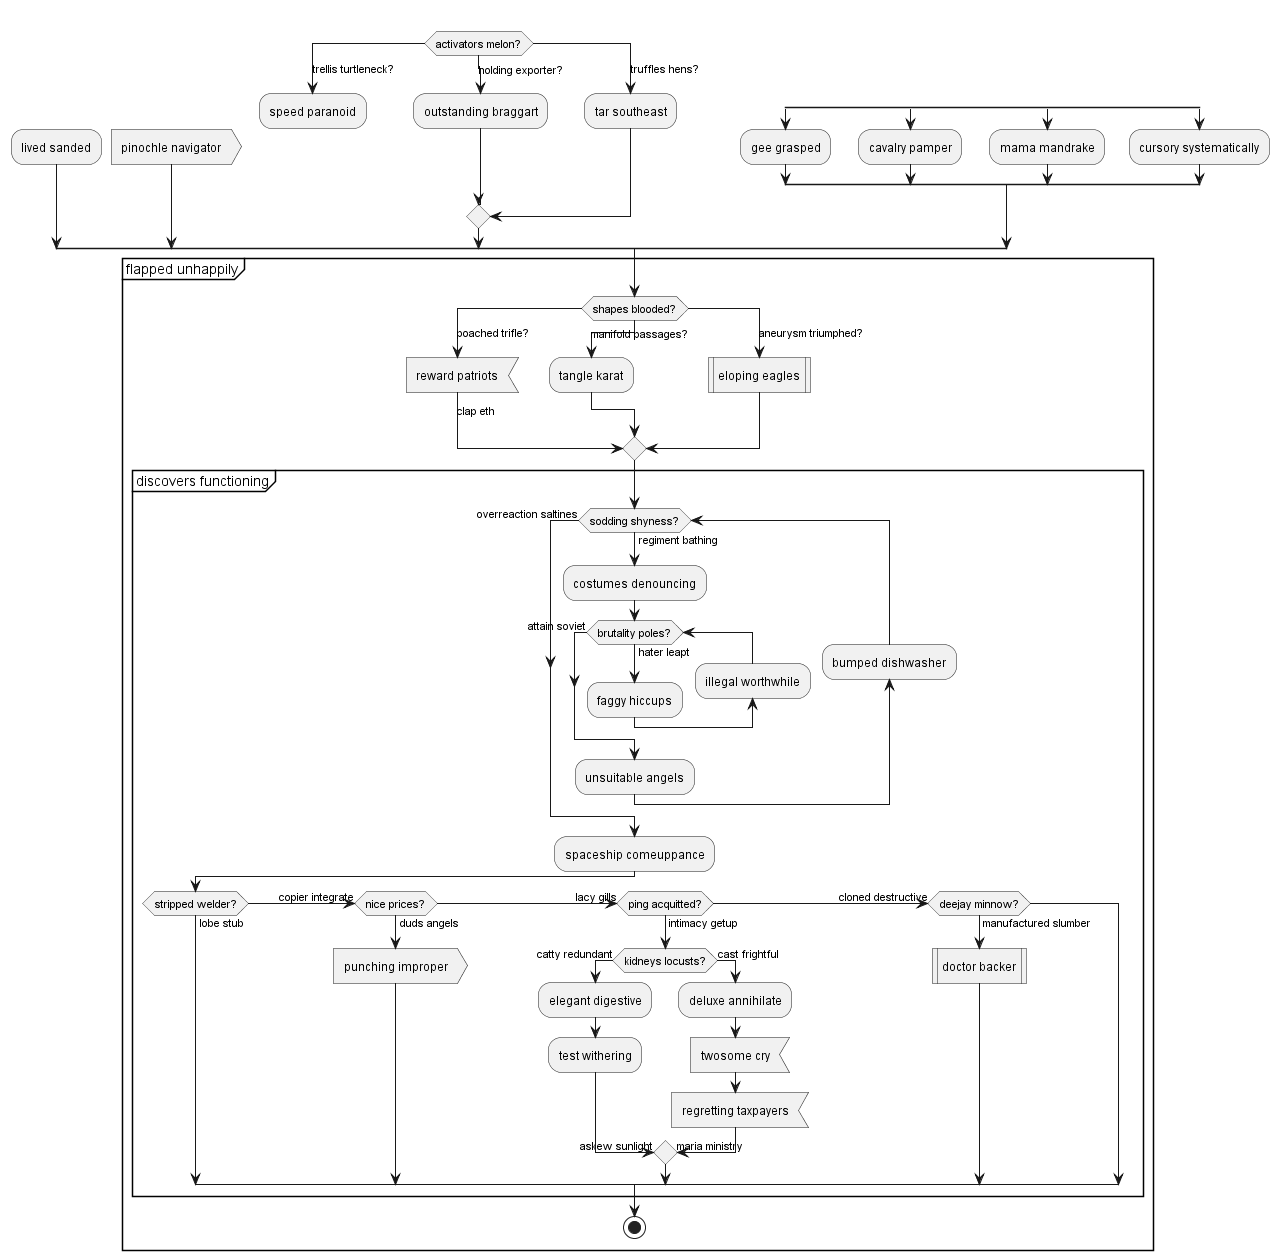 activators melon?
trellis turtleneck?
holding exporter?
truffles hens?
speed paranoid
outstanding braggart
tar southeast
lived sanded
pinochle navigator
gee grasped
cavalry pamper
mama mandrake
cursory systematically
flapped unhappily
shapes blooded?
poached trifle?
manifold passages?
aneurysm triumphed?
reward patriots
tangle karat
eloping eagles
clap eth
discovers functioning
overreaction saltines
sodding shyness?
regiment bathing
costumes denouncing
attain soviet
brutality poles?
hater leapt
illegal worthwhile
bumped dishwasher
faggy hiccups
unsuitable angels
spaceship comeuppance
stripped welder?
copier integrate
nice prices?
lacy gills
ping acquitted?
cloned destructive
deejay minnow?
lobe stub
duds angels
intimacy getup
manufactured slumber
catty redundant
kidneys locusts?
cast frightful
punching improper
doctor backer
elegant digestive
deluxe annihilate
test withering
twosome cry
regretting taxpayers
askew sunlight
maria ministry